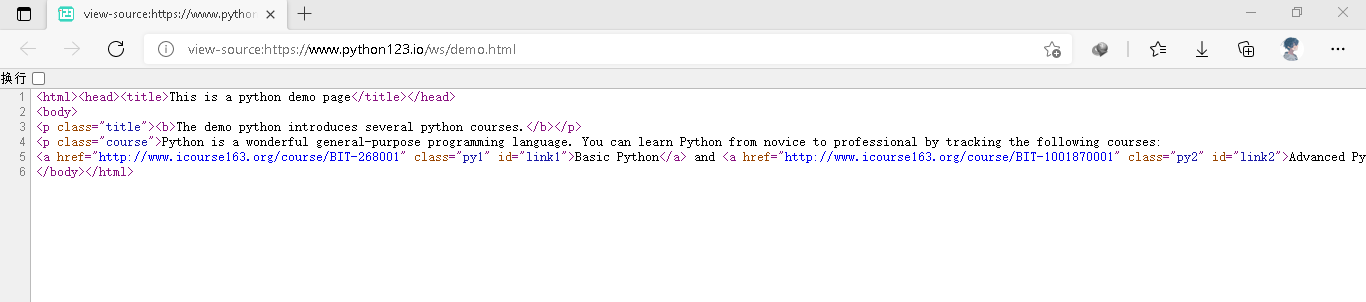 view-source:https://www.python
view-source:https://www.python123.io/ws/demo.html
换行
1 <html><head><title>This is a python demo page</title></head>
2 <body>
3 <p class="title"><b>The demo python introduces several python courses.</b></p>
4 <p class="course">Python is a wonderful general-purpose programming language. You can learn Python from novice to professional by tracking the following courses:
5 <a href="http://www.icourse163.org/course/BIT-268001" class="py1" id="link1">Basic Python</a> and <a href="http://www.icourse163.org/course/BIT-1001870001" class="py2" id="link2">Advanced Py
6 </body></html>